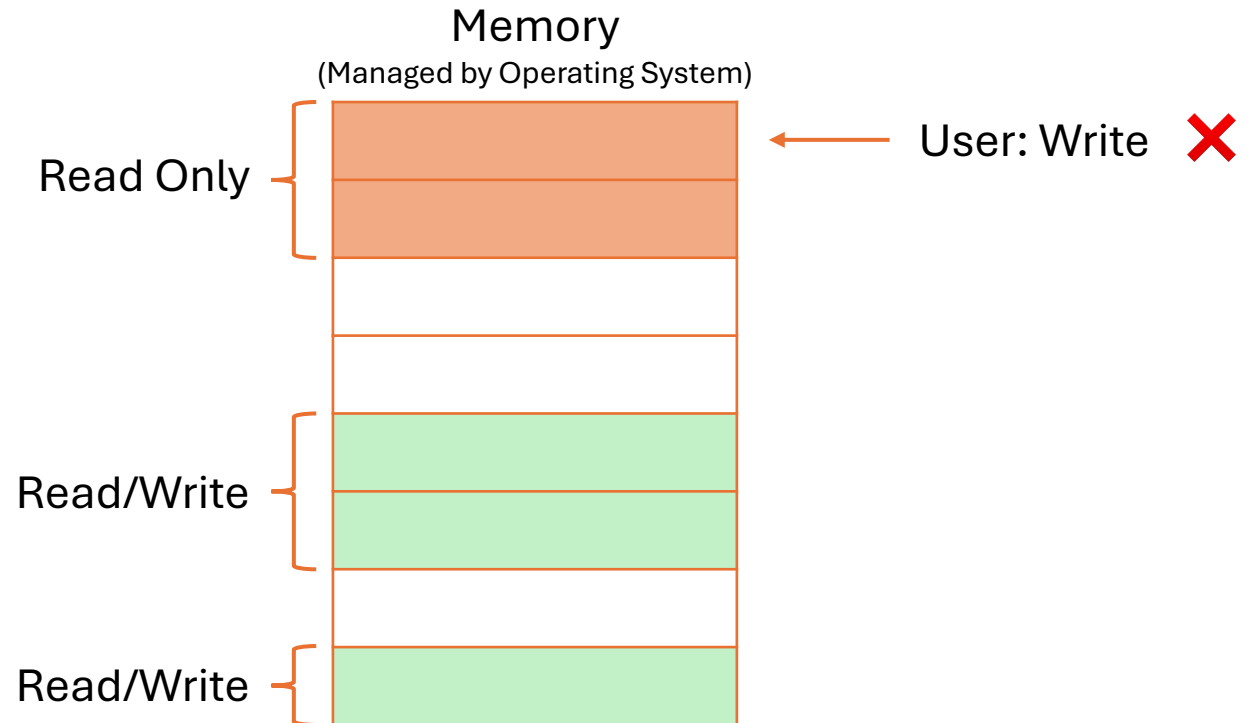 Memory
(Managed by Operating System)
Read Only
User: Write
Read/Write
Read/Write